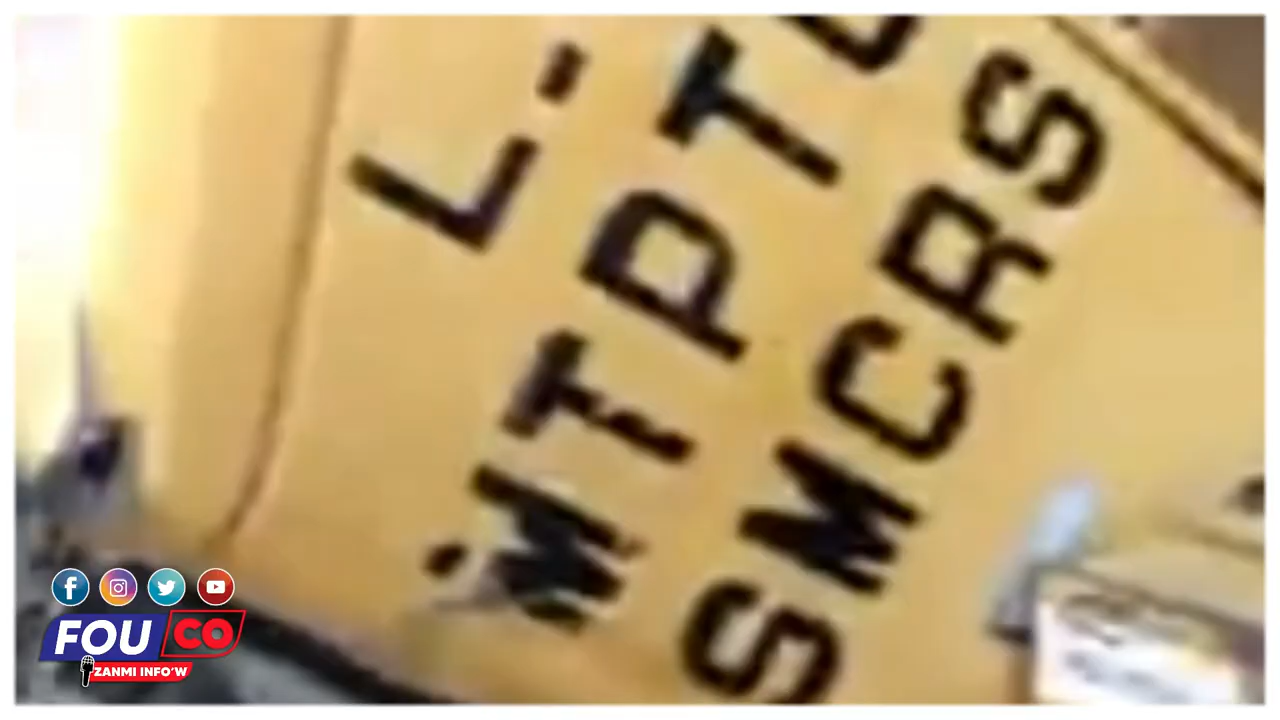 L.
MTPTC
SMCRS
FOU CO
ZANMI INFO'W